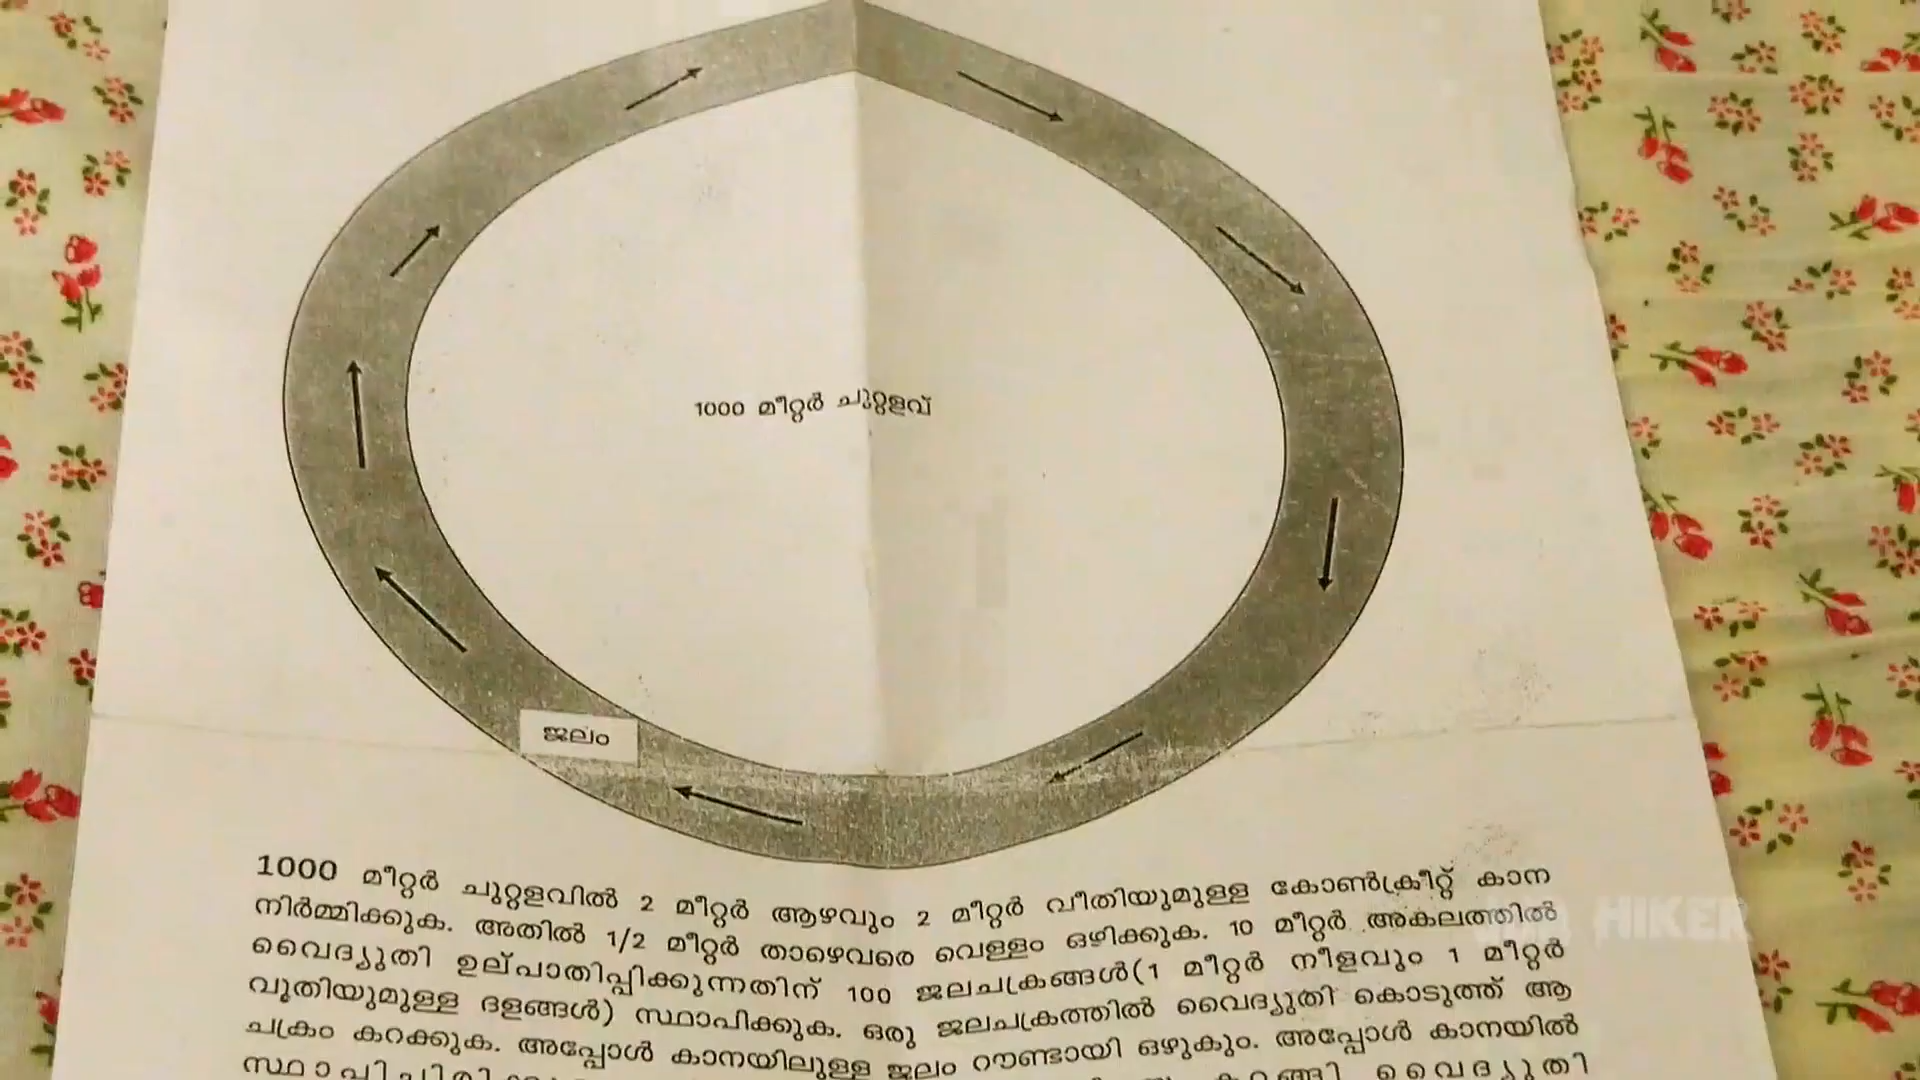 1000 മീറ്റർ ചുറ്റളവ്
ജലം
1000 മീറ്റർ ചുറ്റളവിൽ 2 മീറ്റർ ആഴവും 2 മീറ്റർ വീതിയുമുള്ള കോൺക്രീറ്റ് കാന
നിർമ്മിക്കുക. അതിൽ 1/2 മീറ്റർ താഴെവരെ വെള്ളം ഒഴിക്കുക. 10 മീറ്റർ അകലത്തിൽ
വൈദ്യുതി ഉല്പാതിപ്പിക്കുന്നതിന് 100 ജലചക്രങ്ങൾ(1 മീറ്റർ നീളവും 1 മീറ്റർ
വൂതിയുമുള്ള ദളങ്ങൾ) സ്ഥാപിക്കുക. ഒരു ജലചക്രത്തിൽ വൈദ്യുതി കൊടുത്ത് ആ
ചക്രം കറക്കുക. അപ്പോൾ കാനയിലുള്ള ജലം റൗണ്ടായി ഒഴുകും. അപ്പോൾ കാനയിൽ
വൈദ്യുതി
HIKER